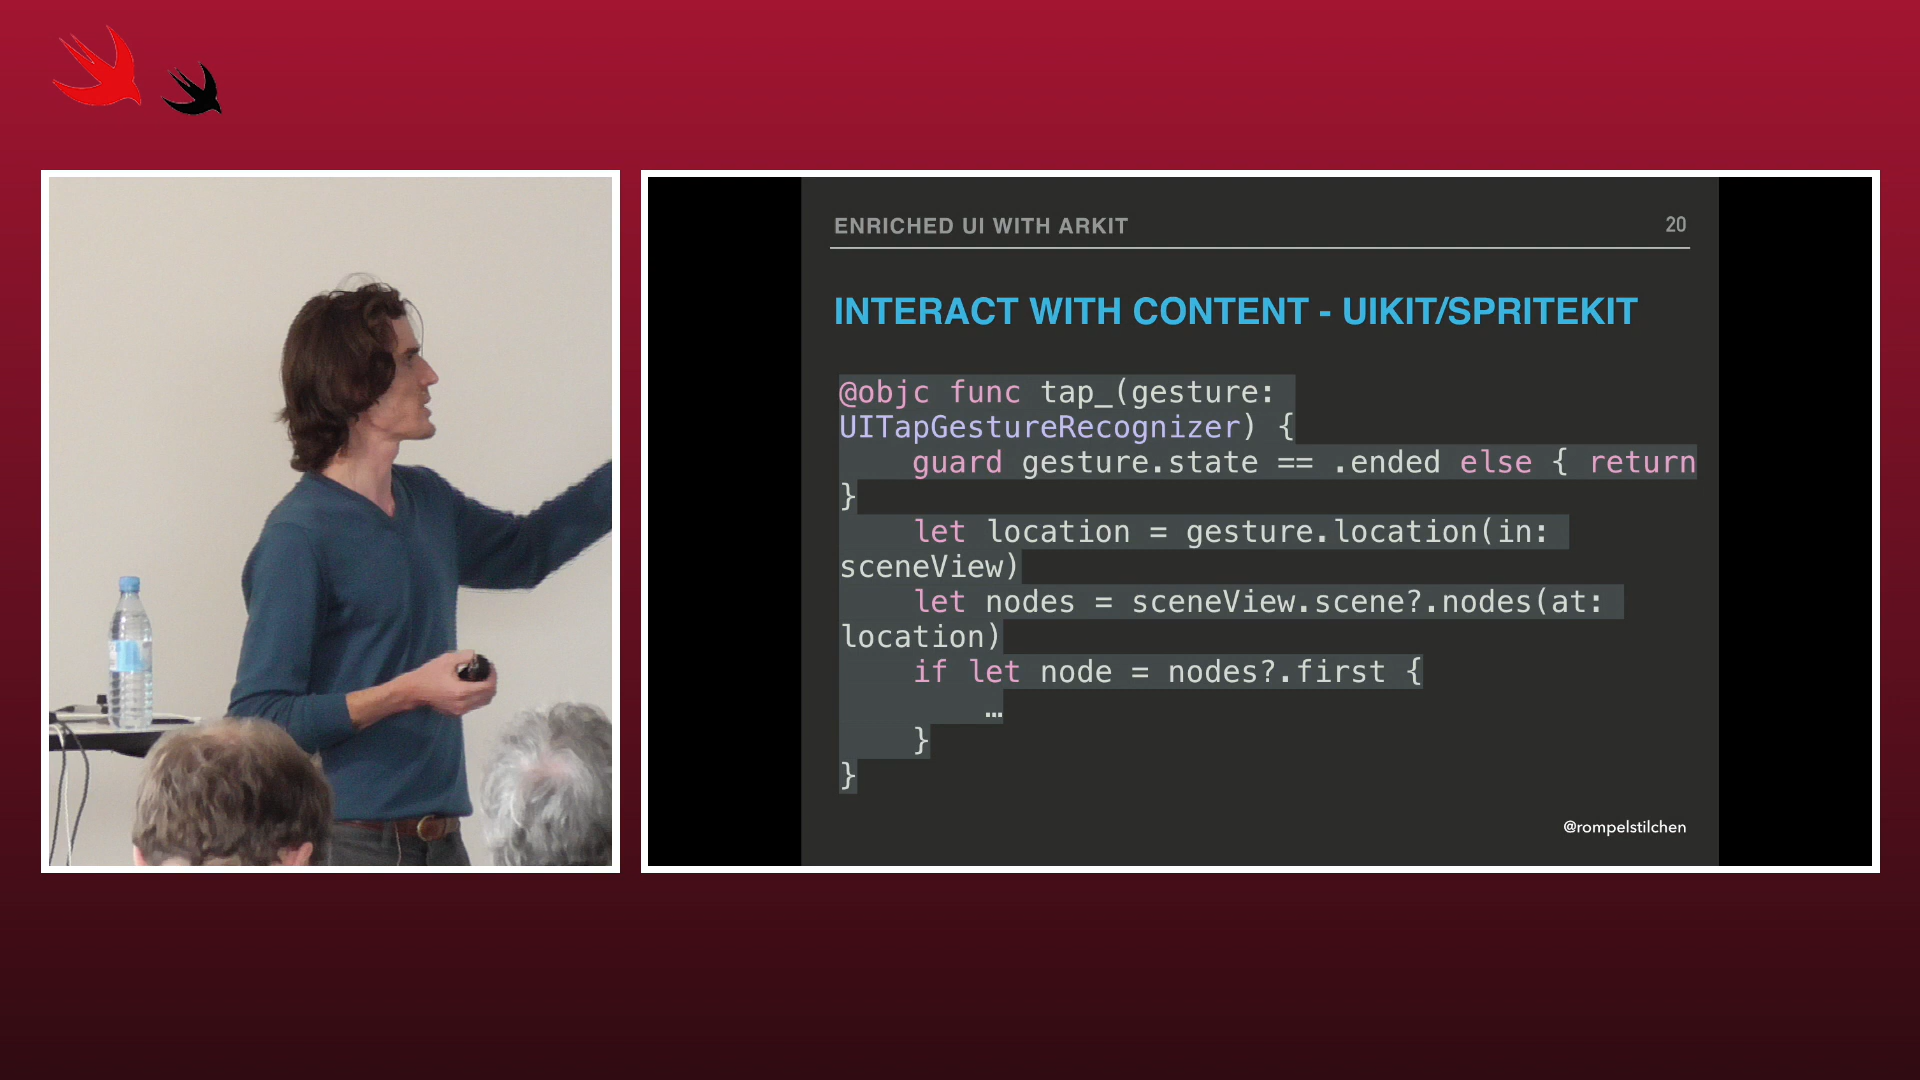 ENRICHED UI WITH ARKIT
20
INTERACT WITH CONTENT - UIKIT/SPRITEKIT
@objc func tap_(gesture:
UITapGestureRecognizer) {
    guard gesture.state == .ended else { return
}
    let location = gesture.location(in:
sceneView)
    let nodes = sceneView.scene?.nodes(at:
location)
    if let node = nodes?.first {
        …
    }
}
@rompelstilchen